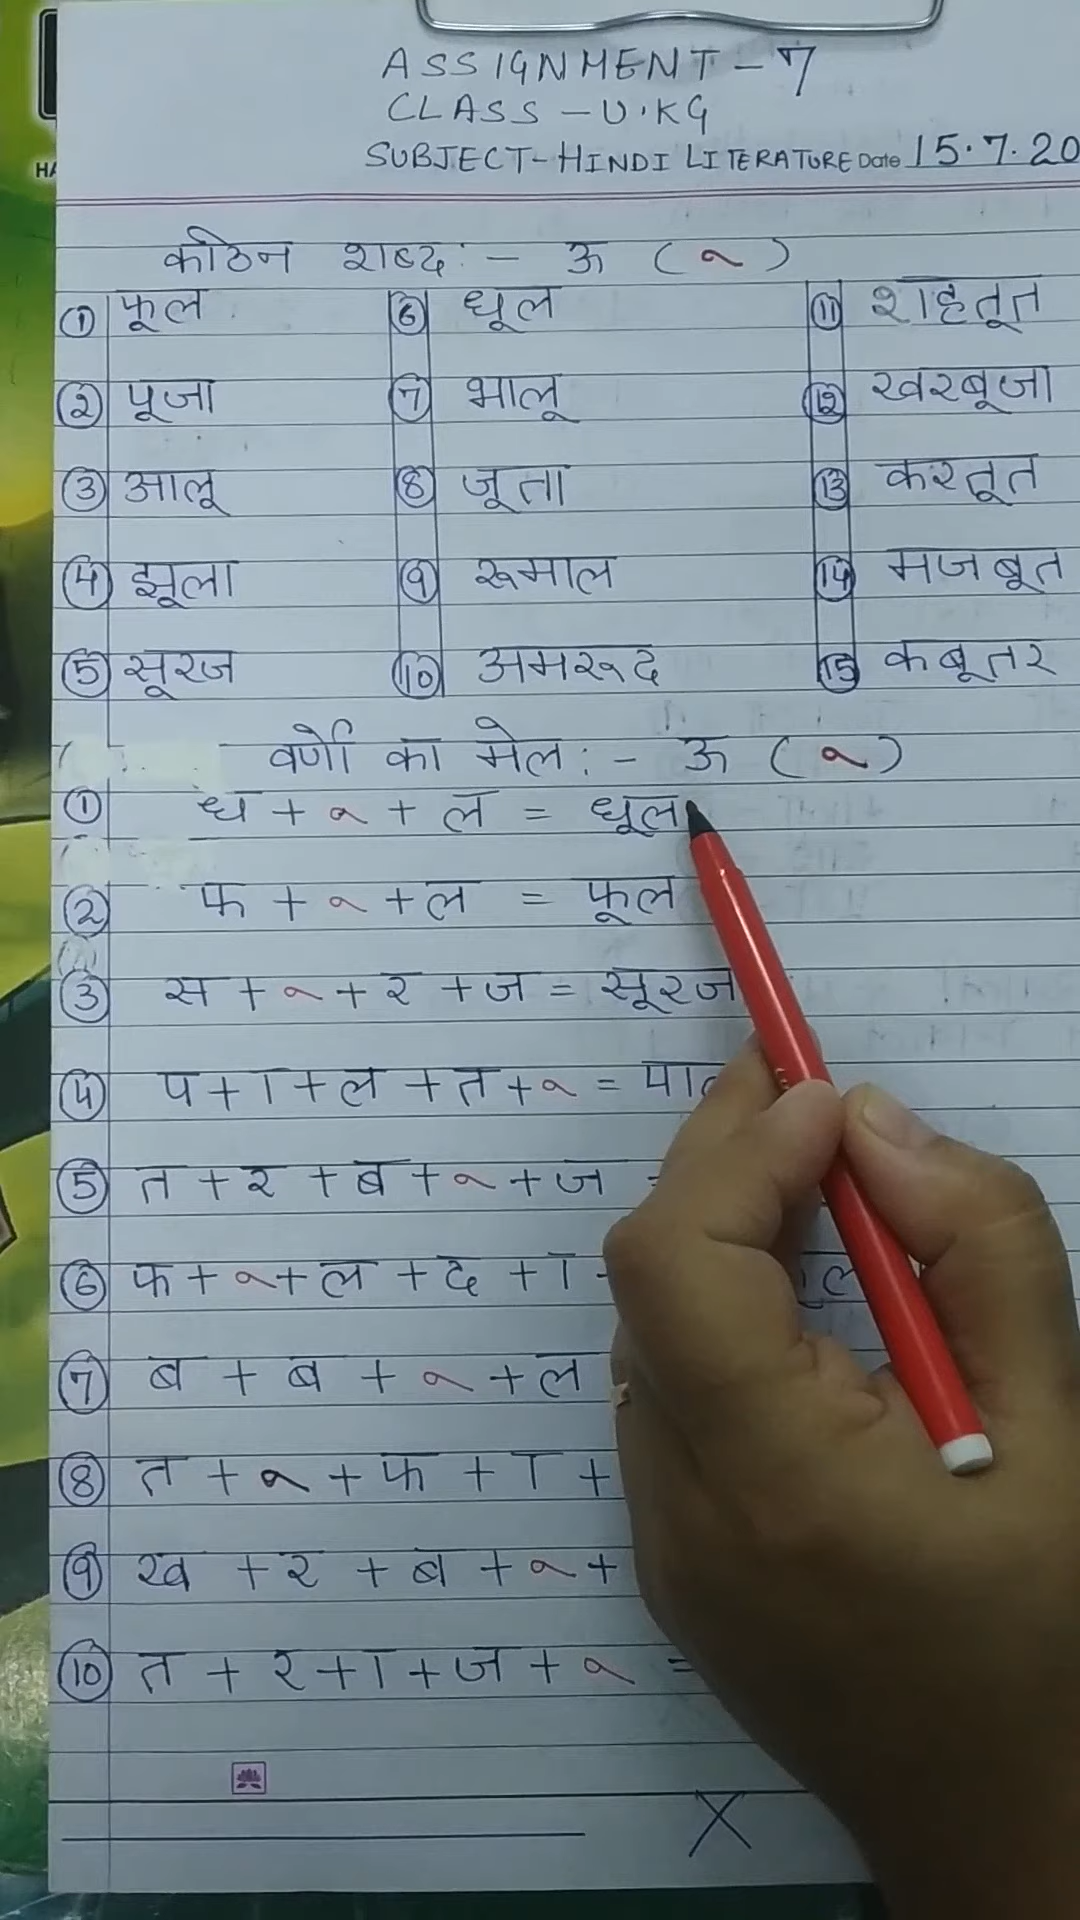 ASSIGNMENT - 7
CLASS - U.KG
SUBJECT - HINDI LITERATURE Date 15.7.20
कठिन शब्द :- ऊ ( ू )
① फूल ⑥ धूल ⑪ शहतूत
② पूजा ⑦ भालू ⑫ खरबूजा
③ आलू ⑧ जूता ⑬ करतूत
④ झूला ⑨ रूमाल ⑭ मजबूत
⑤ सूरज ⑩ अमरूद ⑮ कबूतर
वर्णो का मेल :- ऊ ( ू )
① ध + ू + ल = धूल
② फ + ू + ल = फूल
③ स + ू + र + ज = सूरज
④ प + ा + ल + त + ू = पाल
⑤ त + र + ब + ू + ज =
⑥ फ + ू + ल + द + ा
⑦ ब + ब + ू + ल
⑧ त + ू + फ + ा +
⑨ ख + र + ब + ू +
⑩ त + र + ा + ज + ू =
X